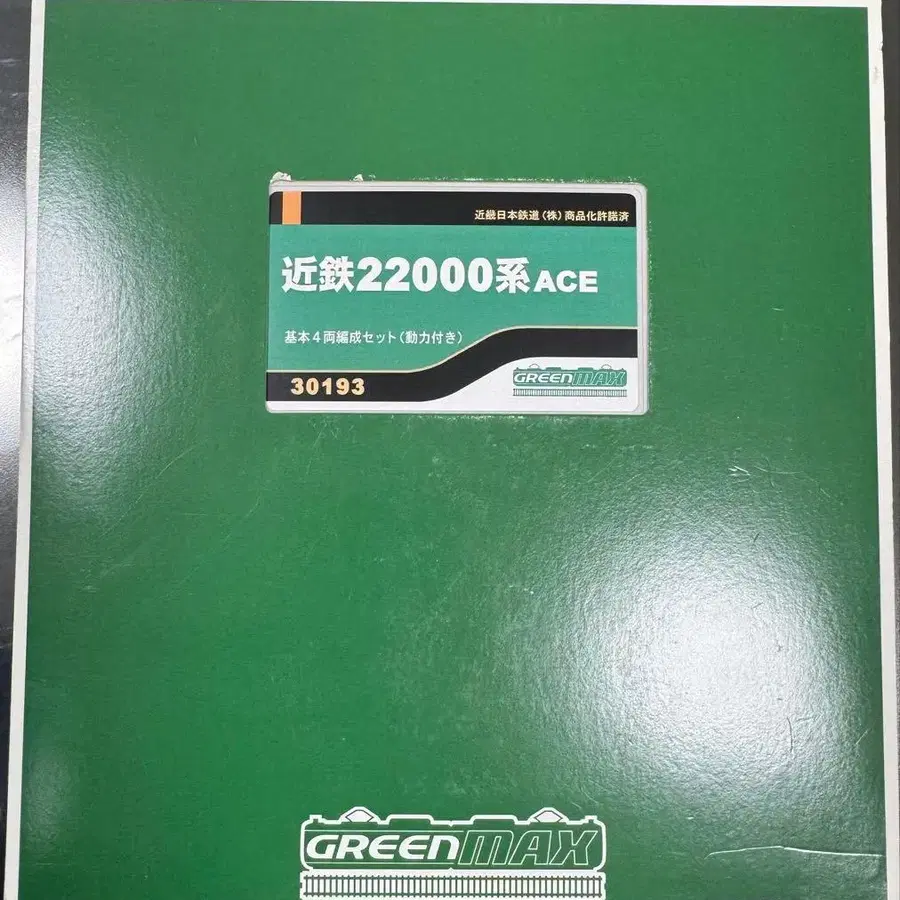 近畿日本鉄道（株）商品化許諾済
近鉄22000系ACE
基本４両編成セット（動力付き）
30193
GREENMAX
GREENMAX